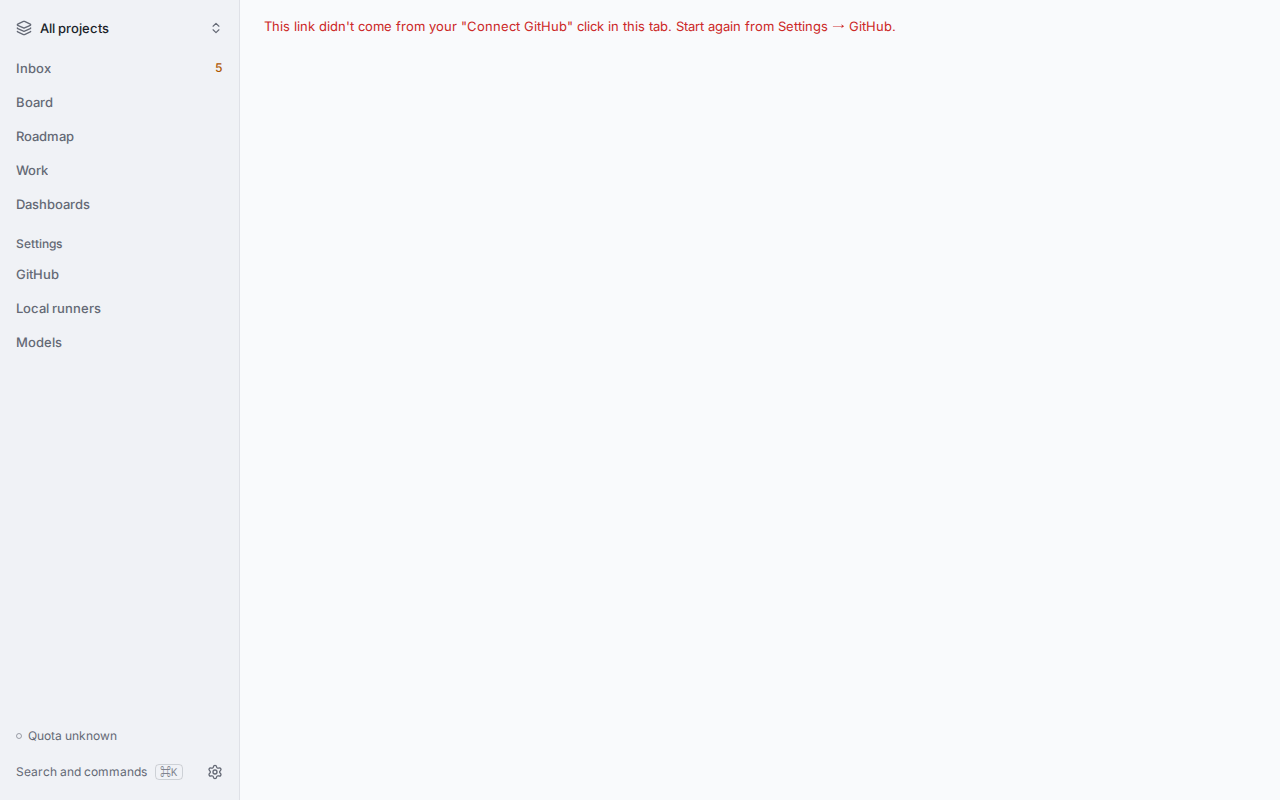 All projects
Inbox 5
Board
Roadmap
Work
Dashboards
Settings
GitHub
Local runners
Models
Quota unknown
Search and commands ⌘K
This link didn't come from your "Connect GitHub" click in this tab. Start again from Settings → GitHub.